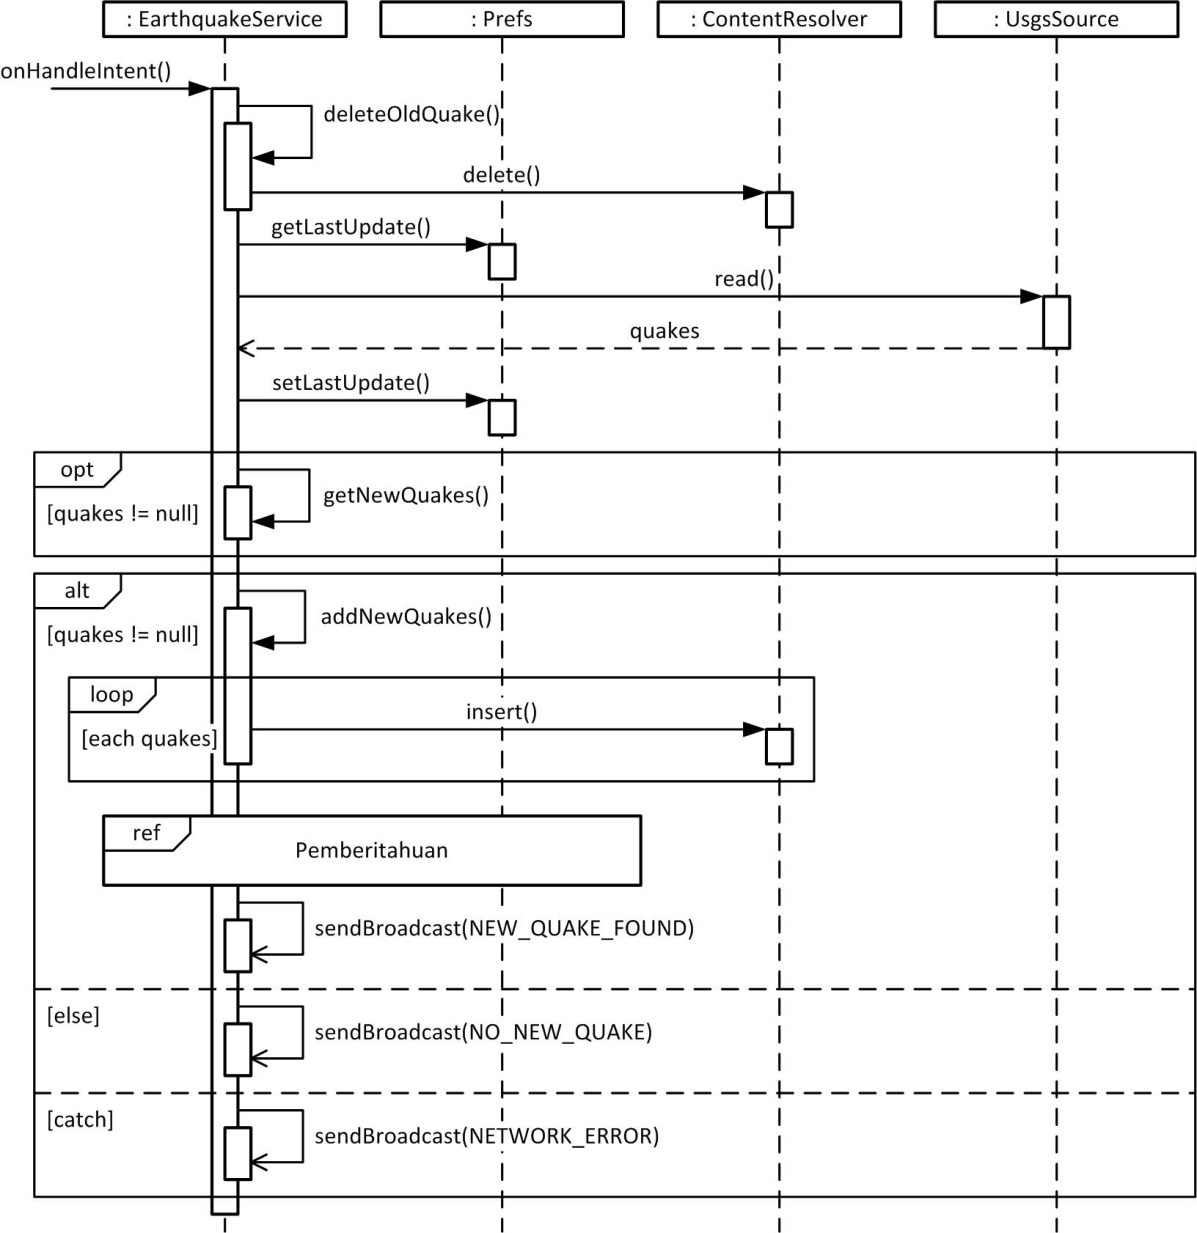 : EarthquakeService
: Prefs
: ContentResolver
: UsgsSource
onHandleIntent()
deleteOldQuake()
delete()
getLastUpdate()
read()
quakes
setLastUpdate()
opt
[quakes != null]
getNewQuakes()
alt
[quakes != null]
addNewQuakes()
loop
[each quakes]
insert()
ref
Pemberitahuan
sendBroadcast(NEW_QUAKE_FOUND)
[else]
sendBroadcast(NO_NEW_QUAKE)
[catch]
sendBroadcast(NETWORK_ERROR)